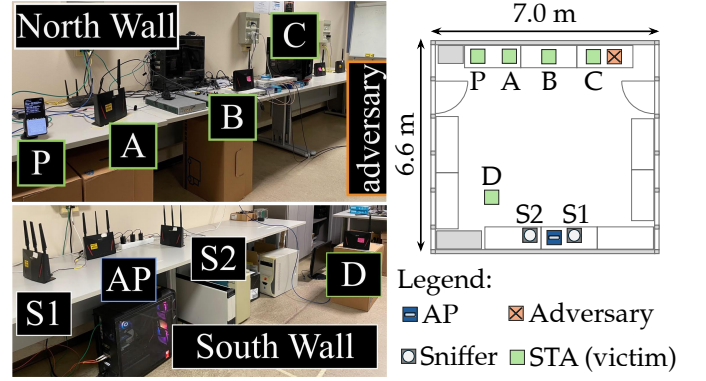 North Wall
C
B
A
P
adversary
S2
AP
D
S1
South Wall
7.0 m
6.6 m
P A B C
D
S2 S1
Legend:
AP Adversary
Sniffer STA (victim)